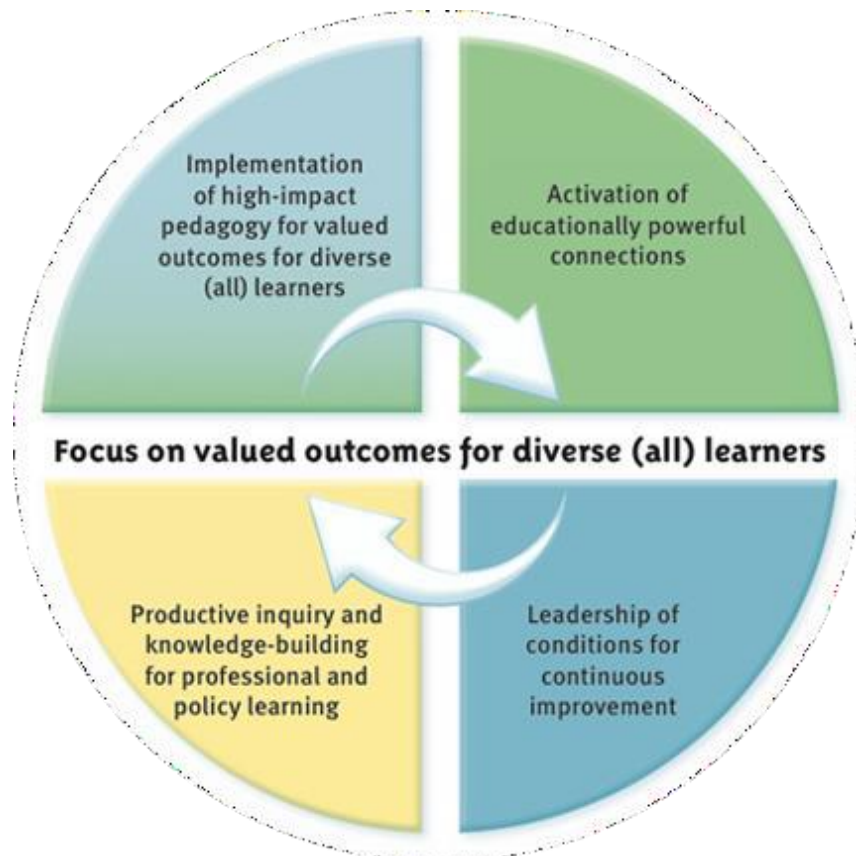 Implementation
of high-impact
pedagogy for valued
outcomes for diverse
(all) learners
Activation of
educationally powerful
connections
Focus on valued outcomes for diverse (all) learners
Productive inquiry and
knowledge-building
for professional and
policy learning
Leadership of
conditions for
continuous
improvement